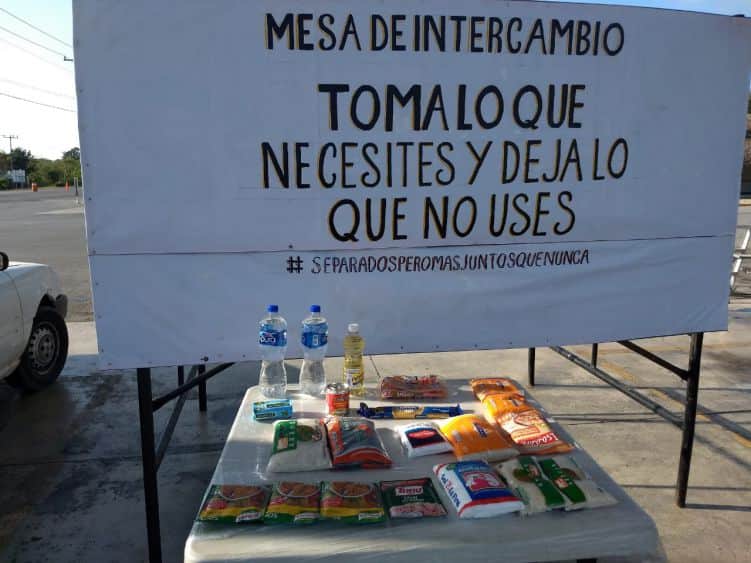 MESA DE INTERCAMBIO
TOMA LO QUE
NECESITES Y DEJA LO
QUE NO USES
# SEPARADOSPEROMASJUNTOSQUENUNCA